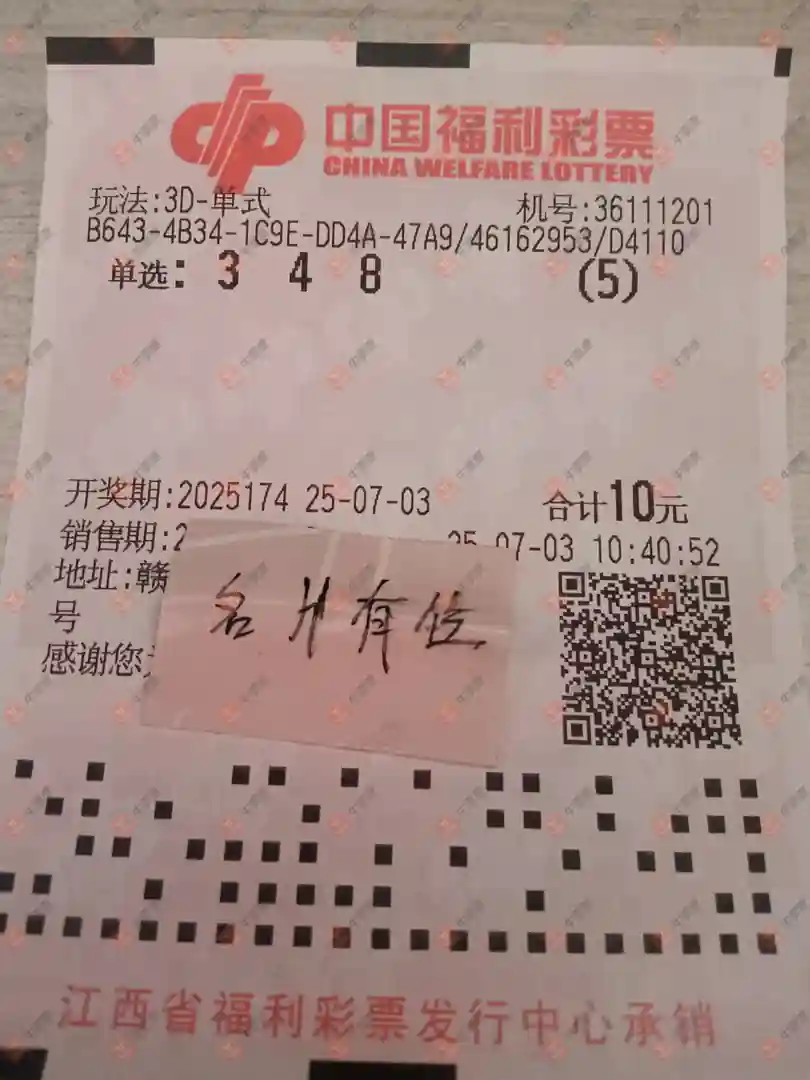 中国福利彩票
CHINA WELFARE LOTTERY
玩法:3D-单式 机号:36111201
B643-4B34-1C9E-DD4A-47A9/46162953/D4110
单选: 3 4 8 (5)
开奖期:2025174 25-07-03 合计10元
销售期:2 25-07-03 10:40:52
地址:赣
号
感谢您
名片有位
江西省福利彩票发行中心承销